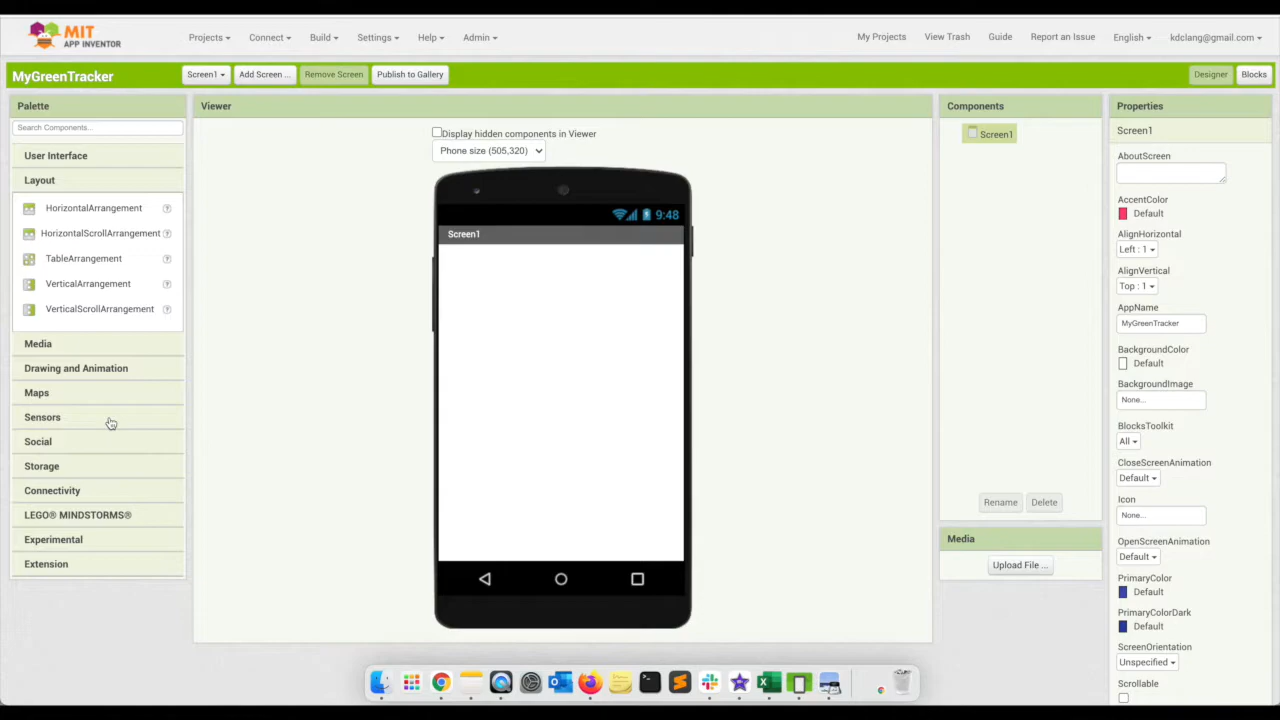 MIT
APP INVENTOR
Projects
Connect
Build
Settings
Help
Admin
My Projects
View Trash
Guide
Report an Issue
English
kdclang@gmail.com
MyGreenTracker
Screen1
Add Screen ...
Remove Screen
Publish to Gallery
Designer
Blocks
Palette
Search Components...
User Interface
Layout
HorizontalArrangement
HorizontalScrollArrangement
TableArrangement
VerticalArrangement
VerticalScrollArrangement
Media
Drawing and Animation
Maps
Sensors
Social
Storage
Connectivity
LEGO® MINDSTORMS®
Experimental
Extension
Viewer
Display hidden components in Viewer
Phone size (505,320)
9:48
Screen1
Components
Screen1
Rename
Delete
Media
Upload File ...
Properties
Screen1
AboutScreen
AccentColor
Default
AlignHorizontal
Left : 1
AlignVertical
Top : 1
AppName
MyGreenTracker
BackgroundColor
Default
BackgroundImage
None...
BlocksToolkit
All
CloseScreenAnimation
Default
Icon
None...
OpenScreenAnimation
Default
PrimaryColor
Default
PrimaryColorDark
Default
ScreenOrientation
Unspecified
Scrollable